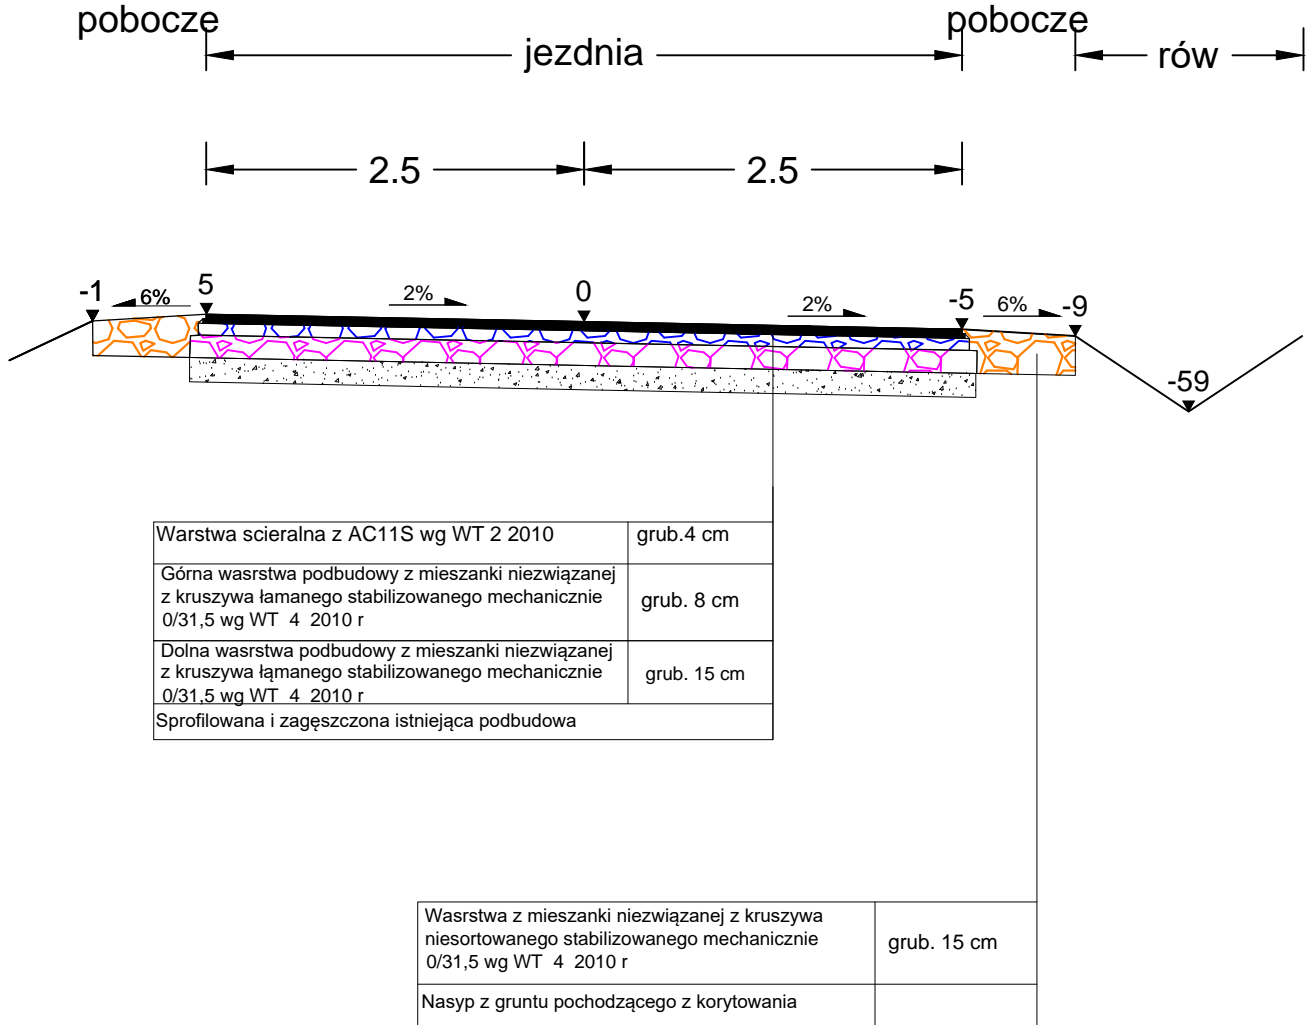 pobocze
pobocze
jezdnia
rów
2.5
2.5
-1
6%
5
2%
0
2%
-5
6%
-9
-59
Warstwa scieralna z AC11S wg WT 2 2010
grub.4 cm
Górna wasrstwa podbudowy z mieszanki niezwiązanej
z kruszywa łamanego stabilizowanego mechanicznie
0/31,5 wg WT 4 2010 r
grub. 8 cm
Dolna wasrstwa podbudowy z mieszanki niezwiązanej
z kruszywa łąmanego stabilizowanego mechanicznie
0/31,5 wg WT 4 2010 r
grub. 15 cm
Sprofilowana i zagęszczona istniejąca podbudowa
Wasrstwa z mieszanki niezwiązanej z kruszywa
niesortowanego stabilizowanego mechanicznie
0/31,5 wg WT 4 2010 r
grub. 15 cm
Nasyp z gruntu pochodzącego z korytowania